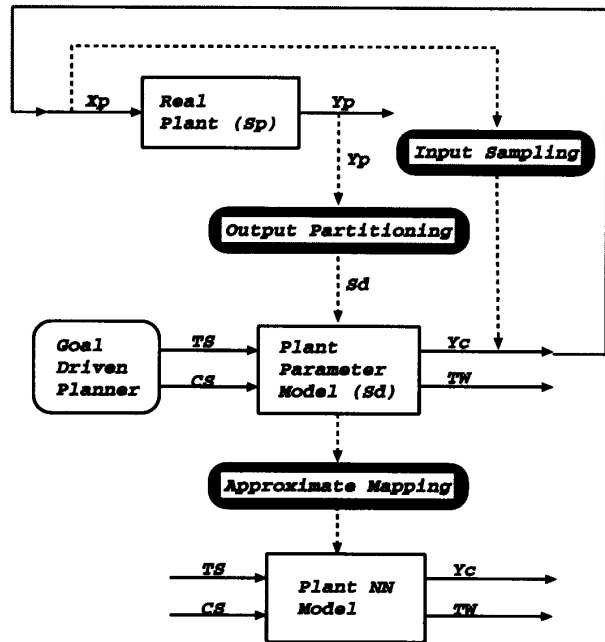 Xp
Real
Plant (Sp)
Yp
Input Sampling
Yp
Output Partitioning
Sd
Goal
Driven
Planner
TS
CS
Plant
Parameter
Model (Sd)
Yc
TW
Approximate Mapping
TS
CS
Plant NN
Model
Yc
TW